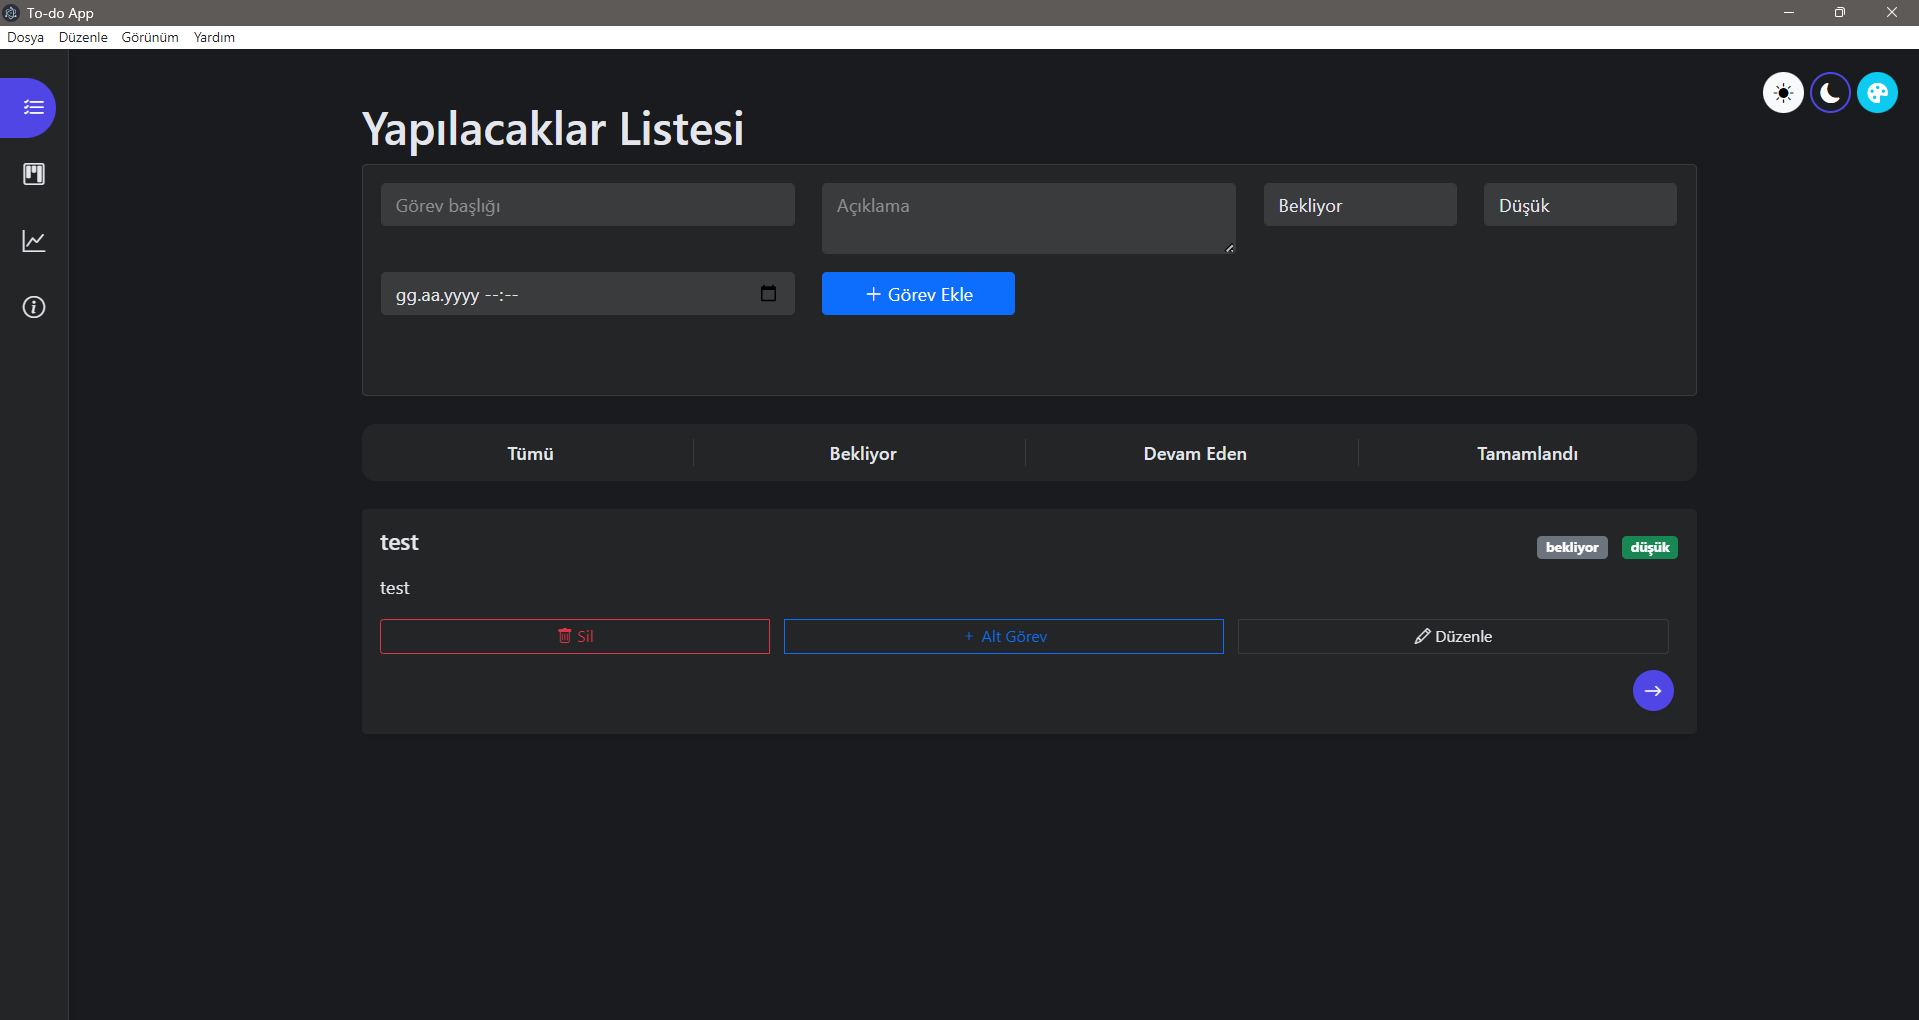 To-do App
Dosya Düzenle Görünüm Yardım
Yapılacaklar Listesi
Görev başlığı
Açıklama
Bekliyor
Düşük
gg.aa.yyyy --:--
+ Görev Ekle
Tümü
Bekliyor
Devam Eden
Tamamlandı
test
bekliyor
düşük
test
Sil
+ Alt Görev
Düzenle